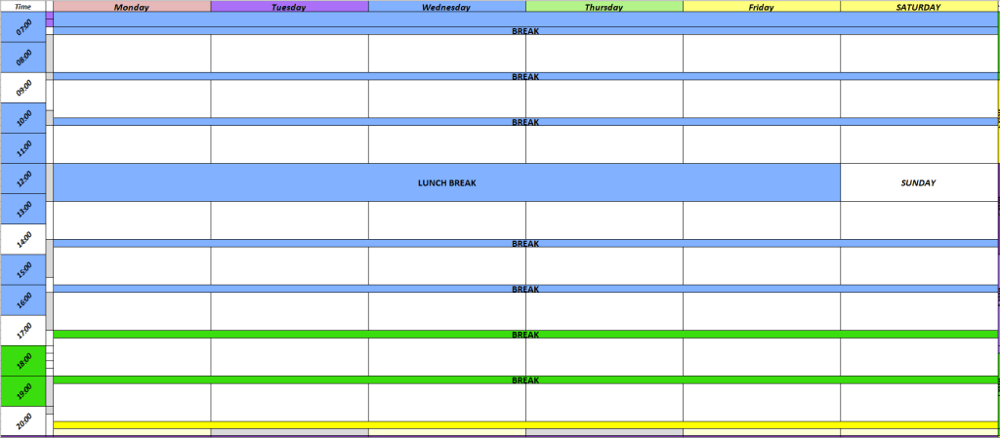 Time Monday Tuesday Wednesday Thursday Friday SATURDAY
07:00
BREAK
08:00
BREAK
09:00
10:00
BREAK
11:00
12:00
LUNCH BREAK SUNDAY
13:00
14:00
BREAK
15:00
BREAK
16:00
17:00
BREAK
18:00
BREAK
19:00
20:00